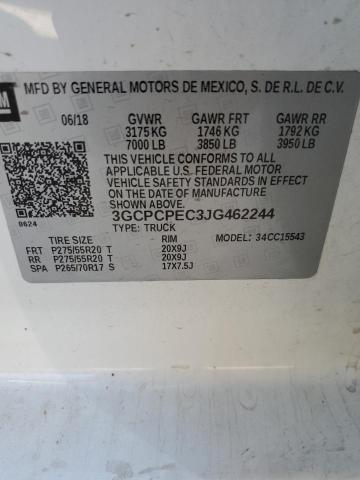 GM
MFD BY GENERAL MOTORS DE MEXICO, S. DE R.L. DE C.V.
06/18 GVWR GAWR FRT GAWR RR
3175 KG 1746 KG 1792 KG
7000 LB 3850 LB 3950 LB
THIS VEHICLE CONFORMS TO ALL
APPLICABLE U.S. FEDERAL MOTOR
VEHICLE SAFETY STANDARDS IN
EFFECT ON THE DATE OF MANUFACTURE
SHOWN ABOVE.
0624
3GCPCPEC3JG462244
TYPE: TRUCK MODEL: 34CC15543
TIRE SIZE RIM
FRT P275/55R20 T 20X9J
RR P275/55R20 T 20X9J
SPA P265/70R17 S 17X7.5J